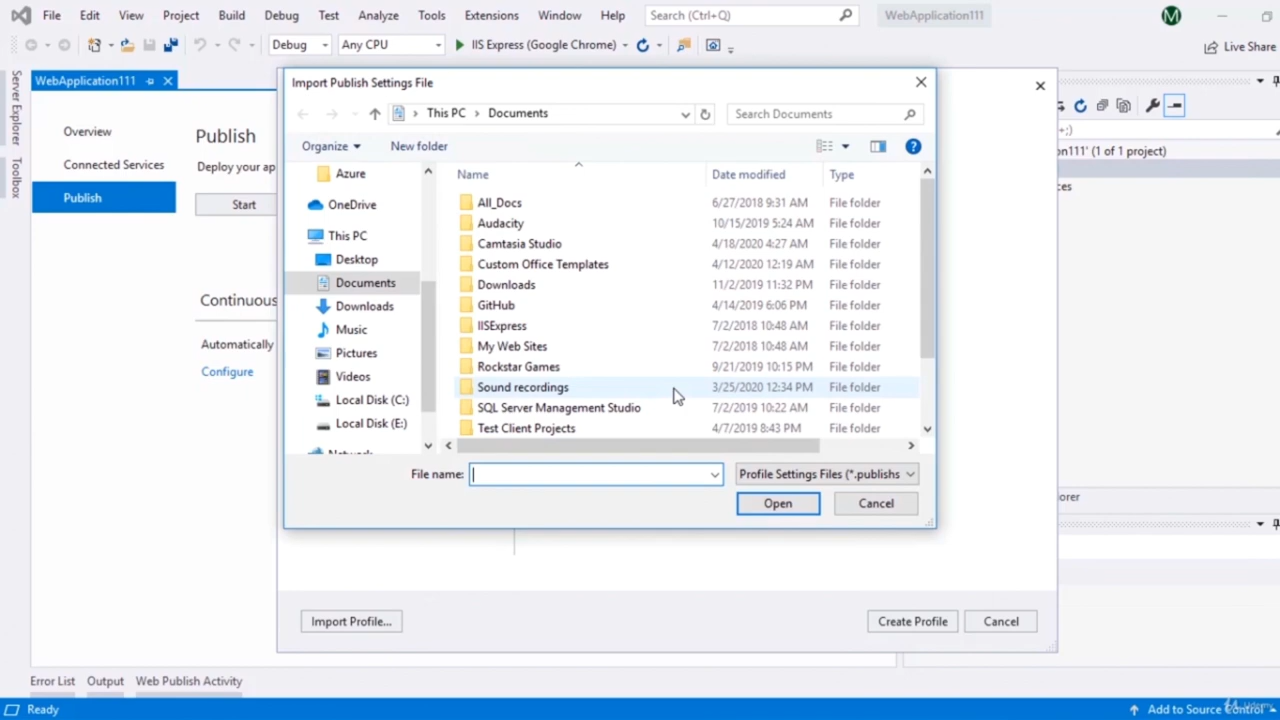 File Edit View Project Build Debug Test Analyze Tools Extensions Window Help Search (Ctrl+Q) WebApplication111 M
Debug Any CPU IIS Express (Google Chrome) Live Share
Server Explorer
Toolbox
WebApplication111
Overview
Connected Services
Publish
Publish
Deploy your ap
Start
Continuous
Automatically
Configure
Import Publish Settings File
This PC Documents Search Documents
Organize New folder
Azure
OneDrive
This PC
Desktop
Documents
Downloads
Music
Pictures
Videos
Local Disk (C:)
Local Disk (E:)
Network
Name Date modified Type
All_Docs 6/27/2018 9:31 AM File folder
Audacity 10/15/2019 5:24 AM File folder
Camtasia Studio 4/18/2020 4:27 AM File folder
Custom Office Templates 4/12/2020 12:19 AM File folder
Downloads 11/2/2019 11:32 PM File folder
GitHub 4/14/2019 6:06 PM File folder
IISExpress 7/2/2018 10:48 AM File folder
My Web Sites 7/2/2018 10:48 AM File folder
Rockstar Games 9/21/2019 10:15 PM File folder
Sound recordings 3/25/2020 12:34 PM File folder
SQL Server Management Studio 7/2/2019 10:22 AM File folder
Test Client Projects 4/7/2019 8:43 PM File folder
File name: Profile Settings Files (*.publishs
Open Cancel
Import Profile... Create Profile Cancel
+;)
on111' (1 of 1 project)
ces
orer
Error List Output Web Publish Activity
Ready Add to Source Control
Udemy